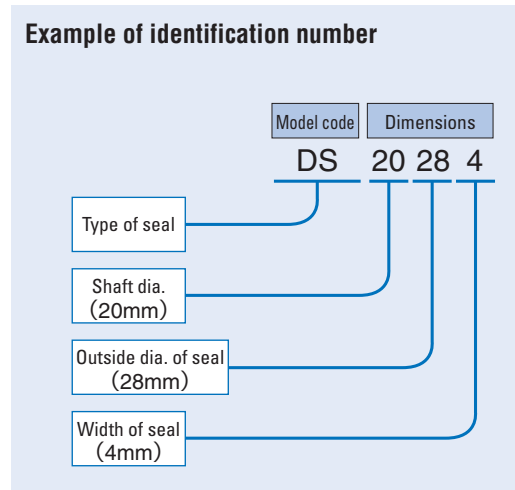 Example of identification number
Model code Dimensions
DS 20 28 4
Type of seal
Shaft dia.
（20mm）
Outside dia. of seal
（28mm）
Width of seal
（4mm）